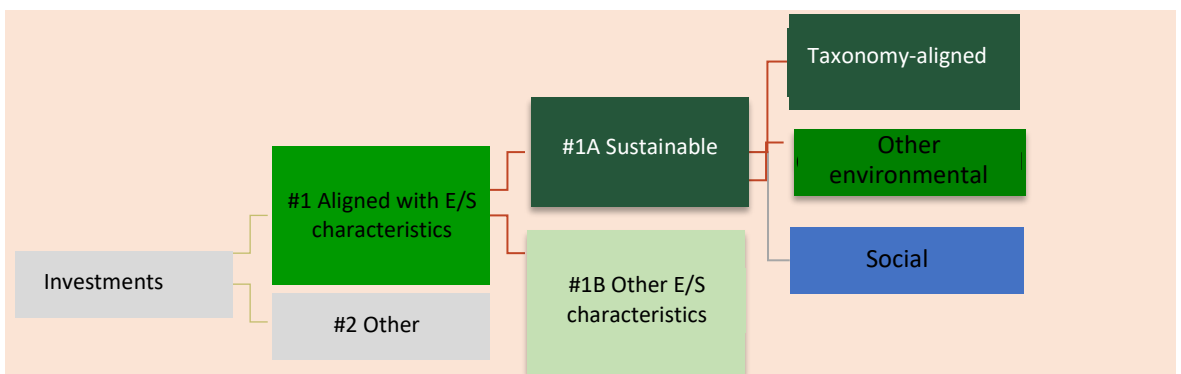 Taxonomy-aligned
#1A Sustainable
Other
environmental
#1 Aligned with E/S
characteristics
Social
Investments
#1B Other E/S
characteristics
#2 Other